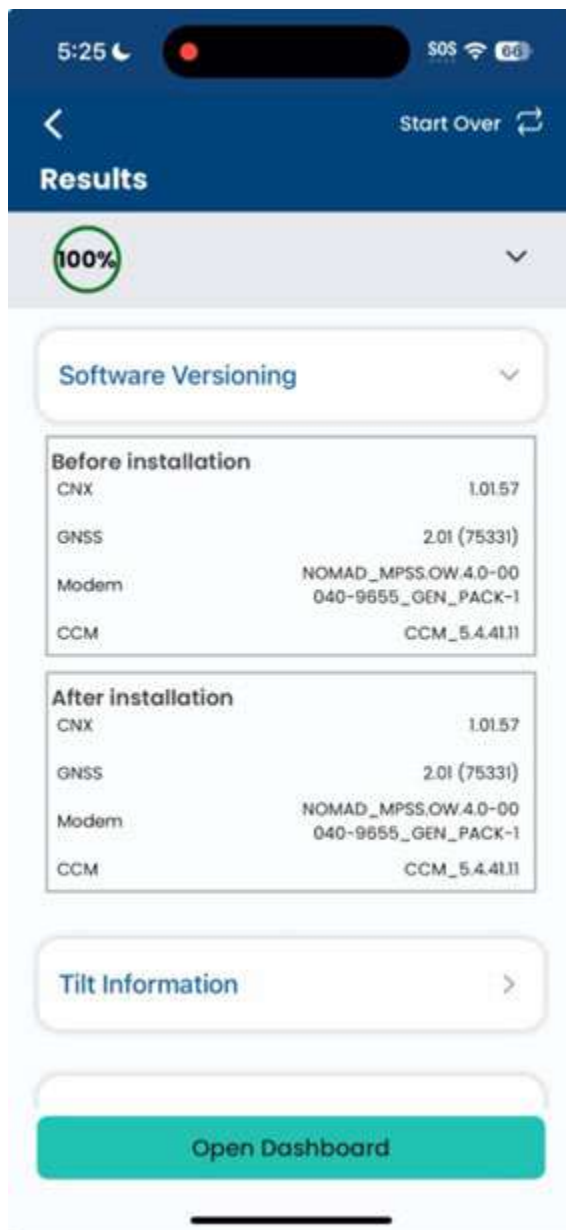 5:25
SOS 66
Start Over
Results
100%
Software Versioning
Before installation
CNX 1.01.57
GNSS 2.01 (75331)
Modem NOMAD_MPSS.OW.4.0-00
040-9655_GEN_PACK-1
CCM CCM_5.4.41.11
After installation
CNX 1.01.57
GNSS 2.01 (75331)
Modem NOMAD_MPSS.OW.4.0-00
040-9655_GEN_PACK-1
CCM CCM_5.4.41.11
Tilt Information
Open Dashboard